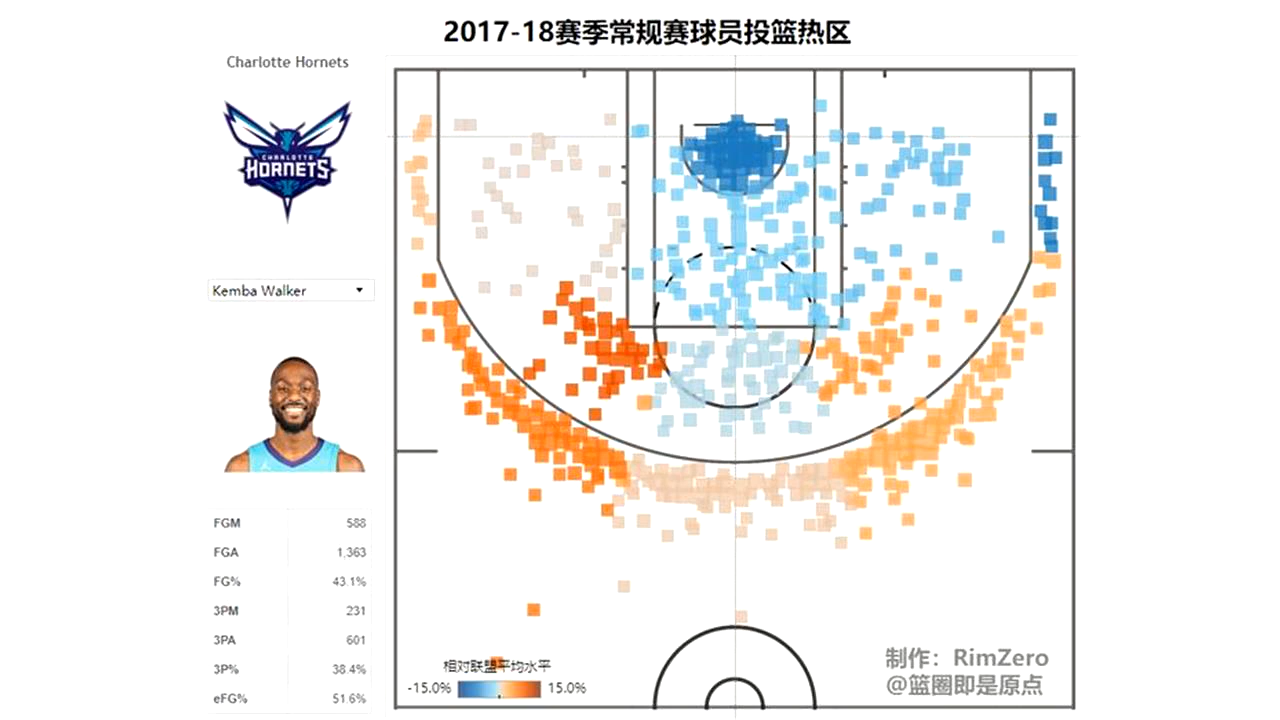 2017-18赛季常规赛球员投篮热区
Charlotte Hornets
CHARLOTTE
HORNETS
Kemba Walker
FGM 588
FGA 1,363
FG% 43.1%
3PM 231
3PA 601
3P% 38.4%
eFG% 51.6%
相对联盟平均水平
-15.0% 15.0%
制作：RimZero
@篮圈即是原点